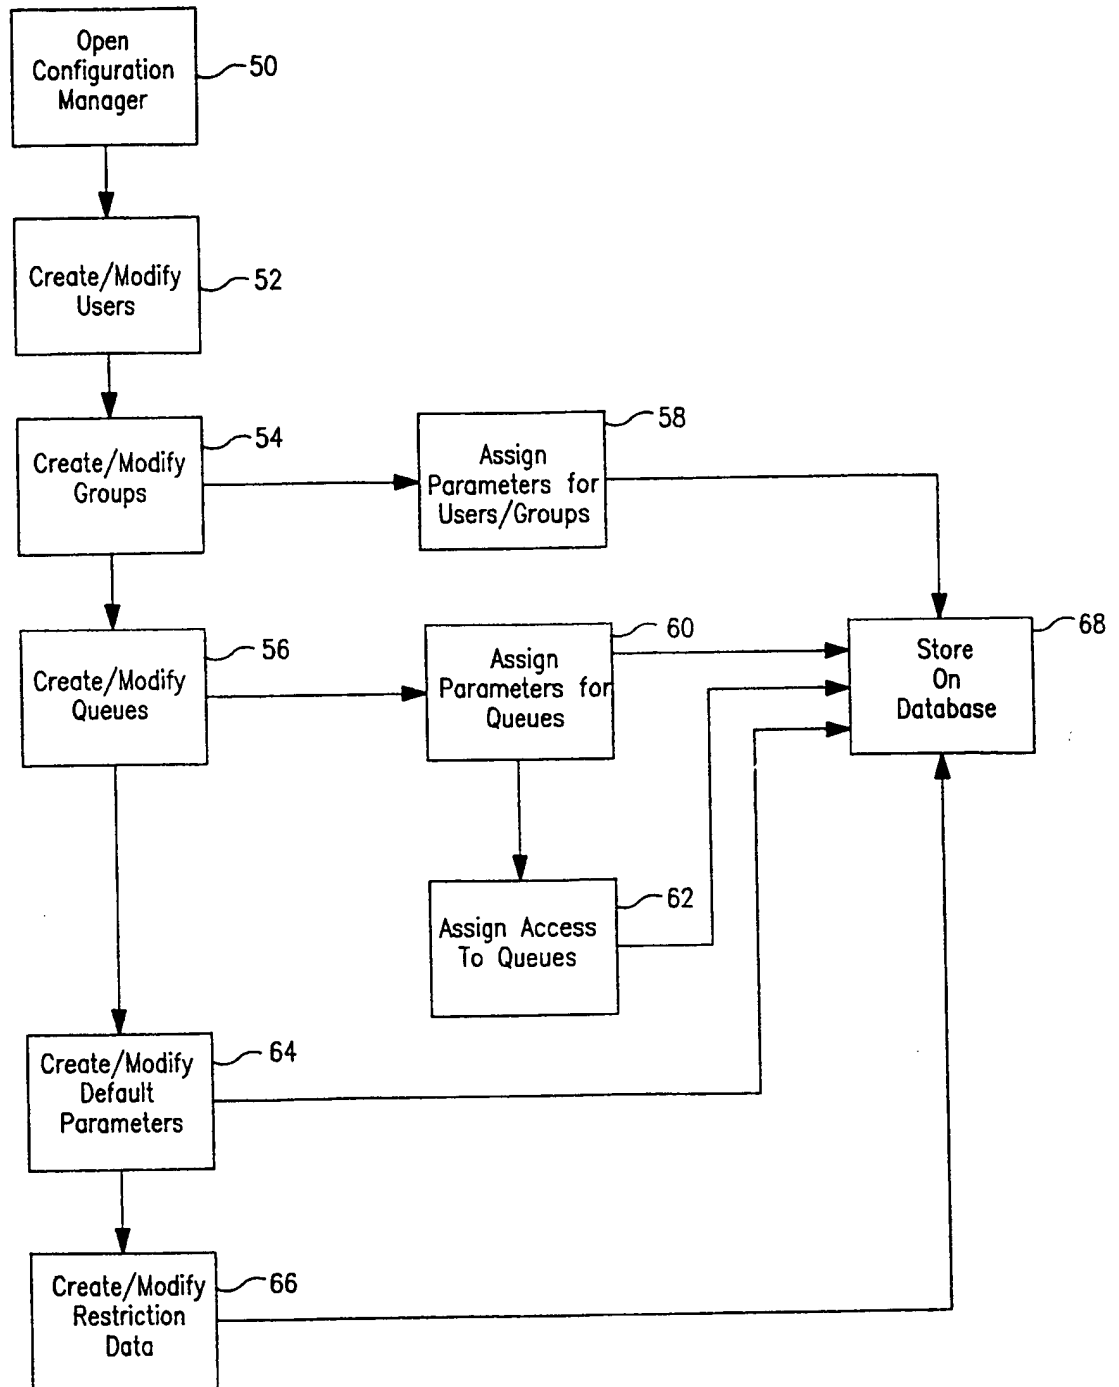 Open
Configuration
Manager
50
Create/Modify
Users
52
Create/Modify
Groups
54
Assign
Parameters for
Users/Groups
58
Create/Modify
Queues
56
Assign
Parameters for
Queues
60
Store
On
Database
68
Assign Access
To Queues
62
Create/Modify
Default
Parameters
64
Create/Modify
Restriction
Data
66